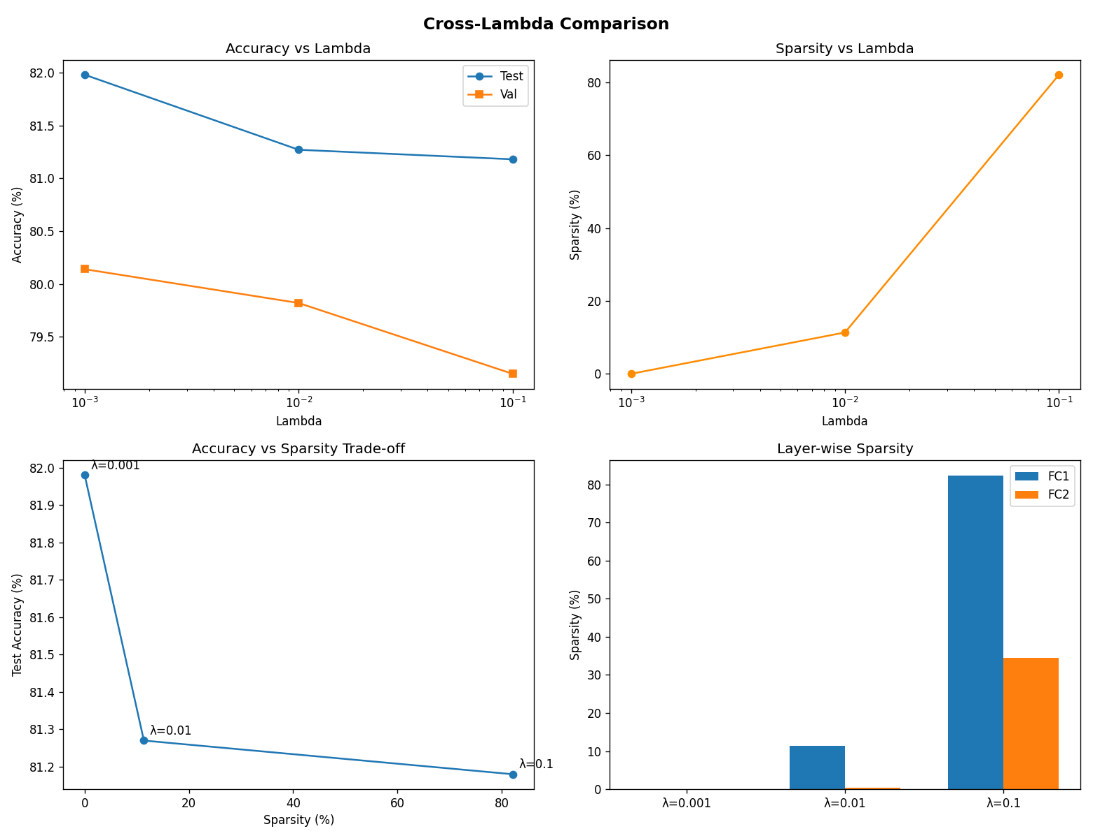 Cross-Lambda Comparison
Accuracy vs Lambda
Accuracy (%)
82.0
81.5
81.0
80.5
80.0
79.5
Test
Val
10⁻³
10⁻²
10⁻¹
Lambda
Sparsity vs Lambda
Sparsity (%)
80
60
40
20
0
10⁻³
10⁻²
10⁻¹
Lambda
Accuracy vs Sparsity Trade-off
Test Accuracy (%)
82.0
81.9
81.8
81.7
81.6
81.5
81.4
81.3
81.2
λ=0.001
λ=0.01
λ=0.1
0
20
40
60
80
Sparsity (%)
Layer-wise Sparsity
Sparsity (%)
80
70
60
50
40
30
20
10
0
FC1
FC2
λ=0.001
λ=0.01
λ=0.1